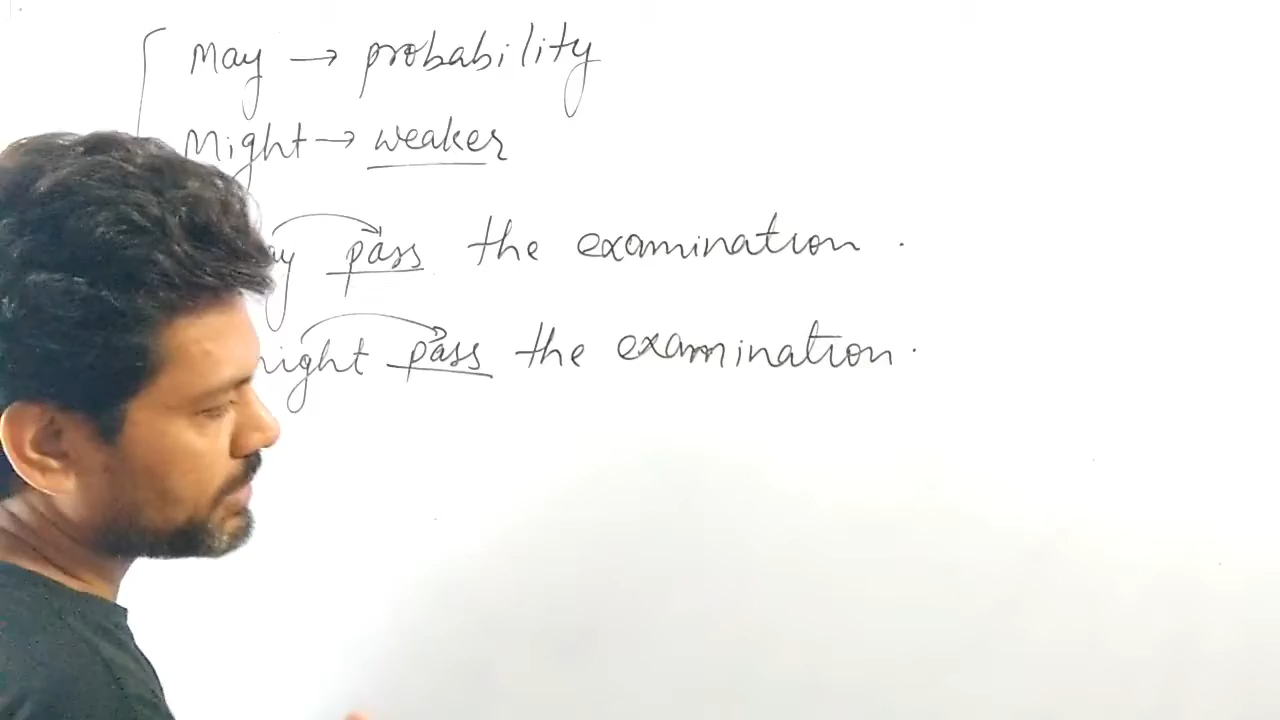 May → probability
Might → weaker
pass the examination.
might pass the examination.